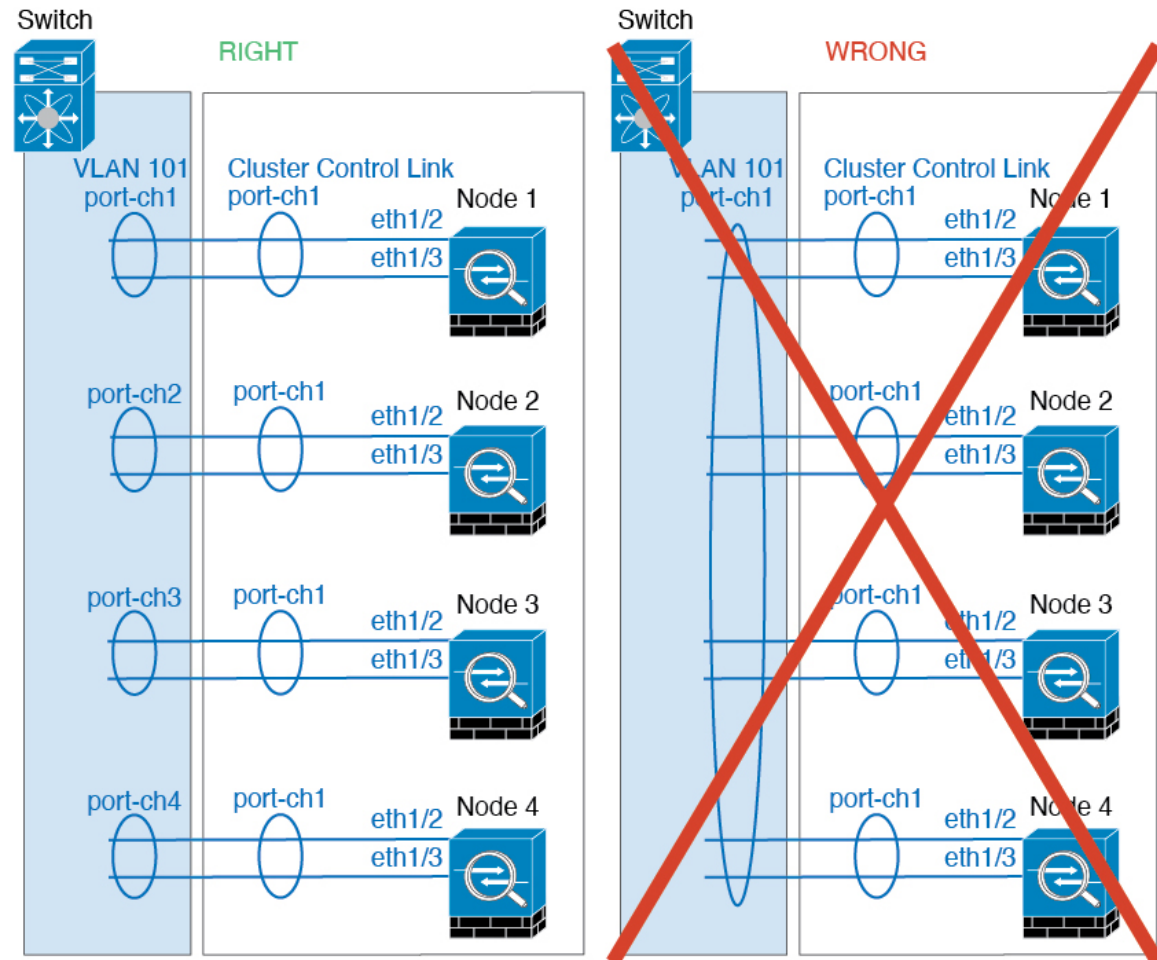 Switch
RIGHT
VLAN 101
port-ch1
Cluster Control Link
port-ch1
eth1/2
eth1/3
Node 1
port-ch2
port-ch1
eth1/2
eth1/3
Node 2
port-ch3
port-ch1
eth1/2
eth1/3
Node 3
port-ch4
port-ch1
eth1/2
eth1/3
Node 4
Switch
WRONG
VLAN 101
port-ch1
Cluster Control Link
port-ch1
eth1/2
eth1/3
Node 1
port-ch1
eth1/2
eth1/3
Node 2
port-ch1
eth1/2
eth1/3
Node 3
port-ch1
eth1/2
eth1/3
Node 4